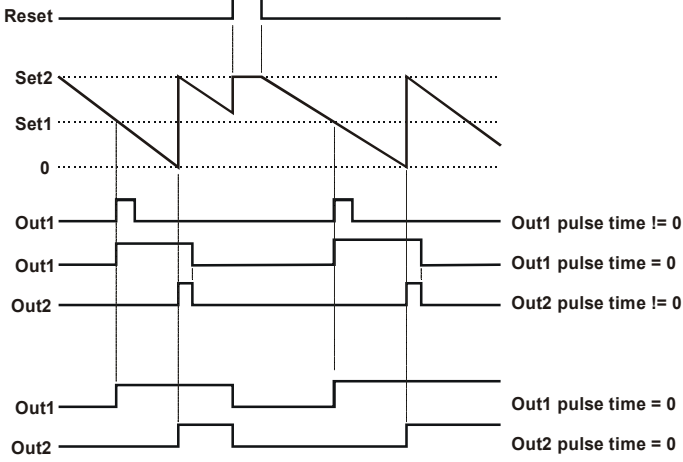 Reset
Set2
Set1
0
Out1 Out1 pulse time != 0
Out1 Out1 pulse time = 0
Out2 Out2 pulse time != 0
Out1 Out1 pulse time = 0
Out2 Out2 pulse time = 0